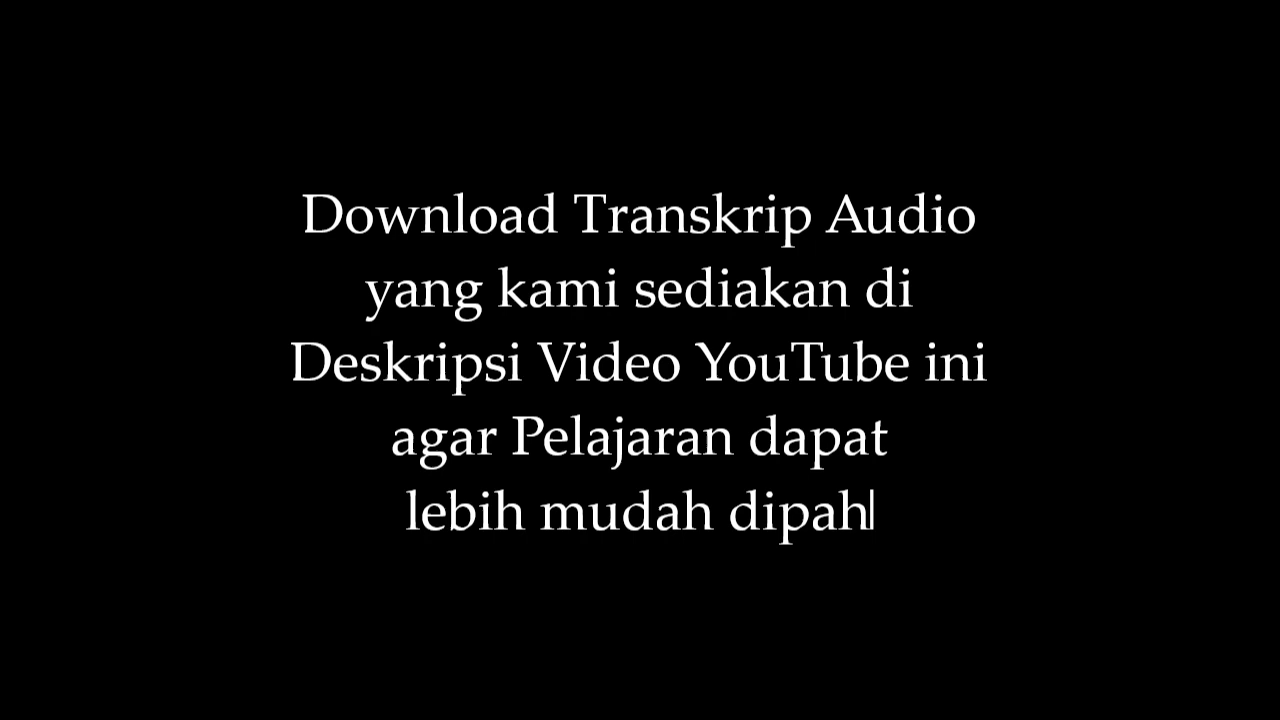 Download Transkrip Audio
yang kami sediakan di
Deskripsi Video YouTube ini
agar Pelajaran dapat
lebih mudah dipah